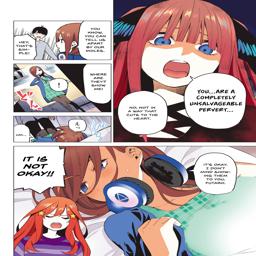 YOU
KNOW,
YOU CAN
TELL US
APART BY
OUR
MOLES.
HEY,
THAT'S
SIMPLE!
WHERE
ARE THEY?
SHOW
ME!
YOU...ARE A
COMPLETELY
UNSALVAGEABLE
PERVERT...
NO, NOT IN A
WAY THAT
CUTS TO THE
HEART.
IT IS
NOT
OKAY!!
IT'S OKAY.
I DON'T
MIND SHOW-
ING THEM
TO YOU,
FUTARO.